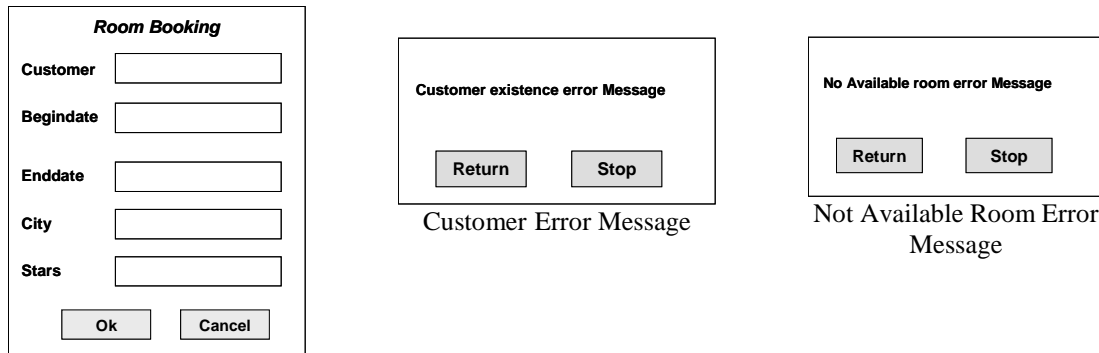 Room Booking
Customer
Begindate
Enddate
City
Stars
Ok Cancel
Customer existence error Message
Return Stop
Customer Error Message
No Available room error Message
Return Stop
Not Available Room Error
Message